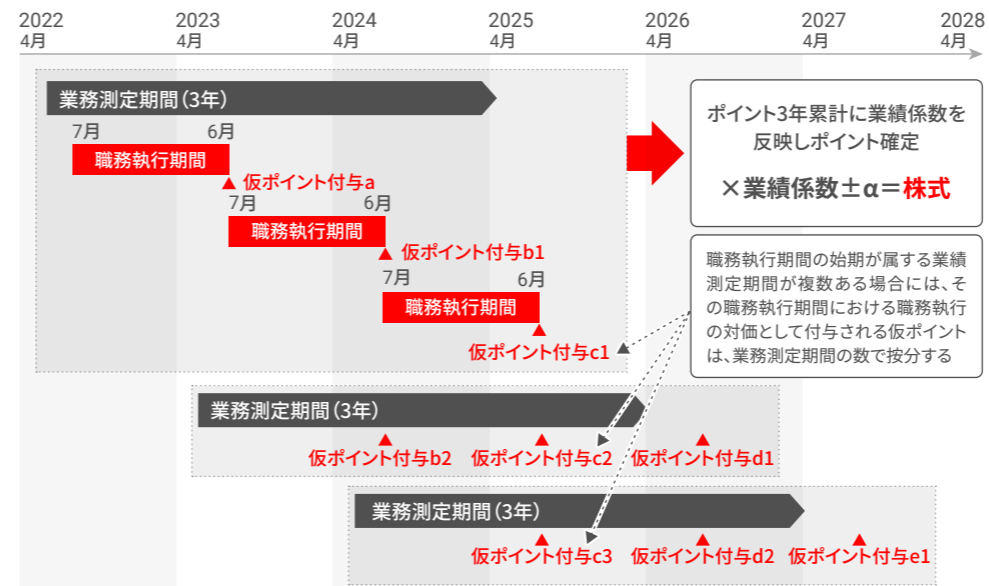 2022
4月
2023
4月
2024
4月
2025
4月
2026
4月
2027
4月
2028
4月
業務測定期間（3年）
7月
6月
職務執行期間
仮ポイント付与a
7月
6月
職務執行期間
仮ポイント付与b1
7月
6月
職務執行期間
仮ポイント付与c1
ポイント3年累計に業績係数を
反映しポイント確定
×業績係数±α＝株式
職務執行期間の始期が属する業績
測定期間が複数ある場合には、そ
の職務執行期間における職務執行
の対価として付与される仮ポイント
は、業務測定期間の数で按分する
業務測定期間（3年）
仮ポイント付与b2
仮ポイント付与c2
仮ポイント付与d1
業務測定期間（3年）
仮ポイント付与c3
仮ポイント付与d2
仮ポイント付与e1